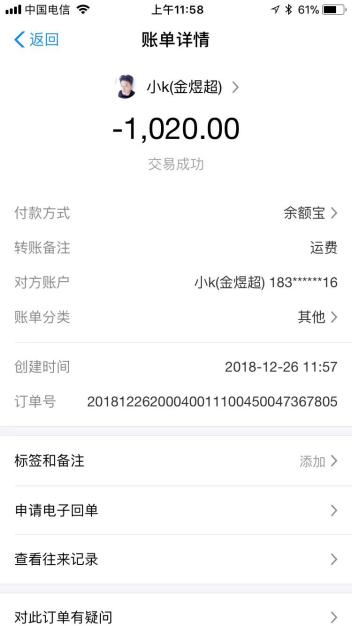 中国电信 上午11:58 61%
返回 账单详情
小k(金煜超)
-1,020.00
交易成功
付款方式 余额宝
转账备注 运费
对方账户 小k(金煜超) 183******16
账单分类 其他
创建时间 2018-12-26 11:57
订单号 20181226200040011100450047367805
标签和备注 添加
申请电子回单
查看往来记录
对此订单有疑问